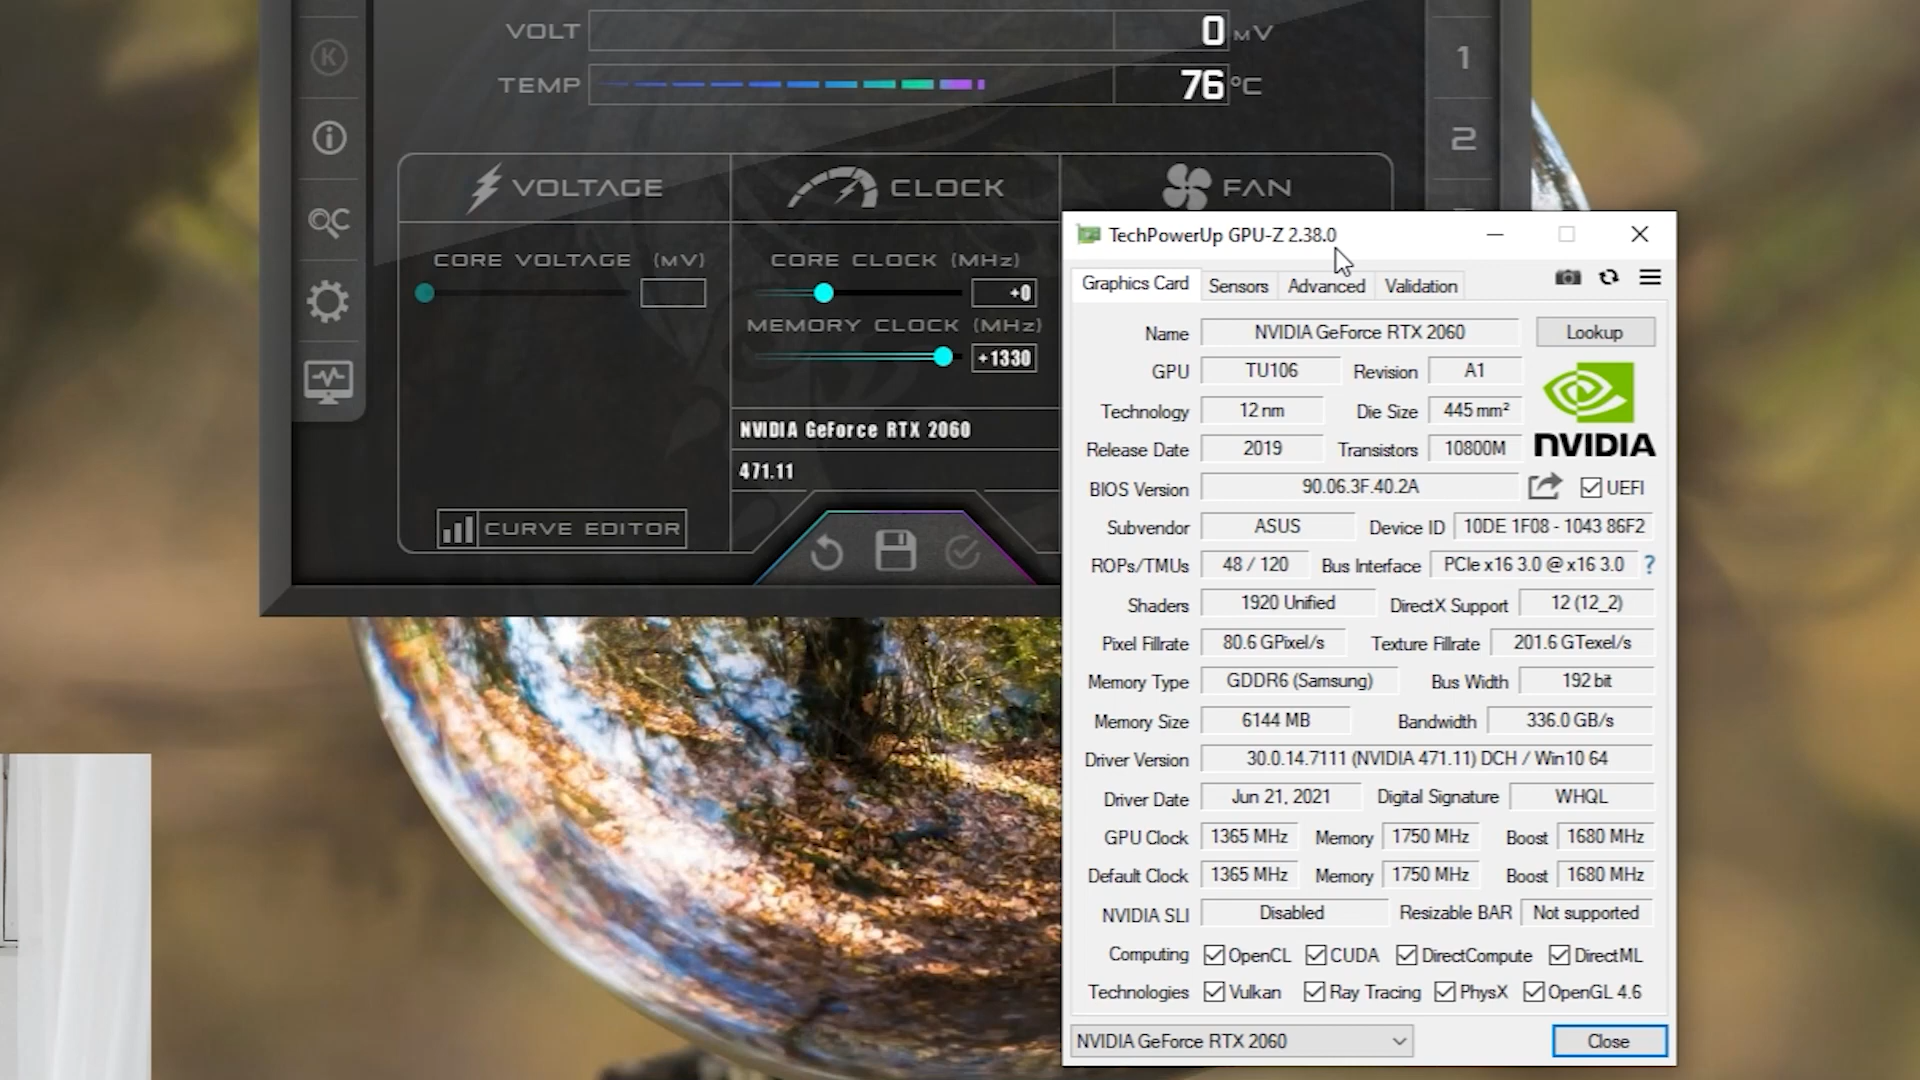 VOLT 0 MV
TEMP 76 °C
K
1
2
VOLTAGE
CLOCK
FAN
CORE VOLTAGE (MV)
CORE CLOCK (MHz)
+0
MEMORY CLOCK (MHz)
+1330
NVIDIA GeForce RTX 2060
471.11
CURVE EDITOR
TechPowerUp GPU-Z 2.38.0
Graphics Card Sensors Advanced Validation
Name NVIDIA GeForce RTX 2060 Lookup
GPU TU106 Revision A1
Technology 12 nm Die Size 445 mm²
Release Date 2019 Transistors 10800M
NVIDIA
BIOS Version 90.06.3F.40.2A UEFI
Subvendor ASUS Device ID 10DE 1F08 - 1043 86F2
ROPs/TMUs 48 / 120 Bus Interface PCIe x16 3.0 @ x16 3.0 ?
Shaders 1920 Unified DirectX Support 12 (12_2)
Pixel Fillrate 80.6 GPixel/s Texture Fillrate 201.6 GTexel/s
Memory Type GDDR6 (Samsung) Bus Width 192 bit
Memory Size 6144 MB Bandwidth 336.0 GB/s
Driver Version 30.0.14.7111 (NVIDIA 471.11) DCH / Win10 64
Driver Date Jun 21, 2021 Digital Signature WHQL
GPU Clock 1365 MHz Memory 1750 MHz Boost 1680 MHz
Default Clock 1365 MHz Memory 1750 MHz Boost 1680 MHz
NVIDIA SLI Disabled Resizable BAR Not supported
Computing OpenCL CUDA DirectCompute DirectML
Technologies Vulkan Ray Tracing PhysX OpenGL 4.6
NVIDIA GeForce RTX 2060 Close